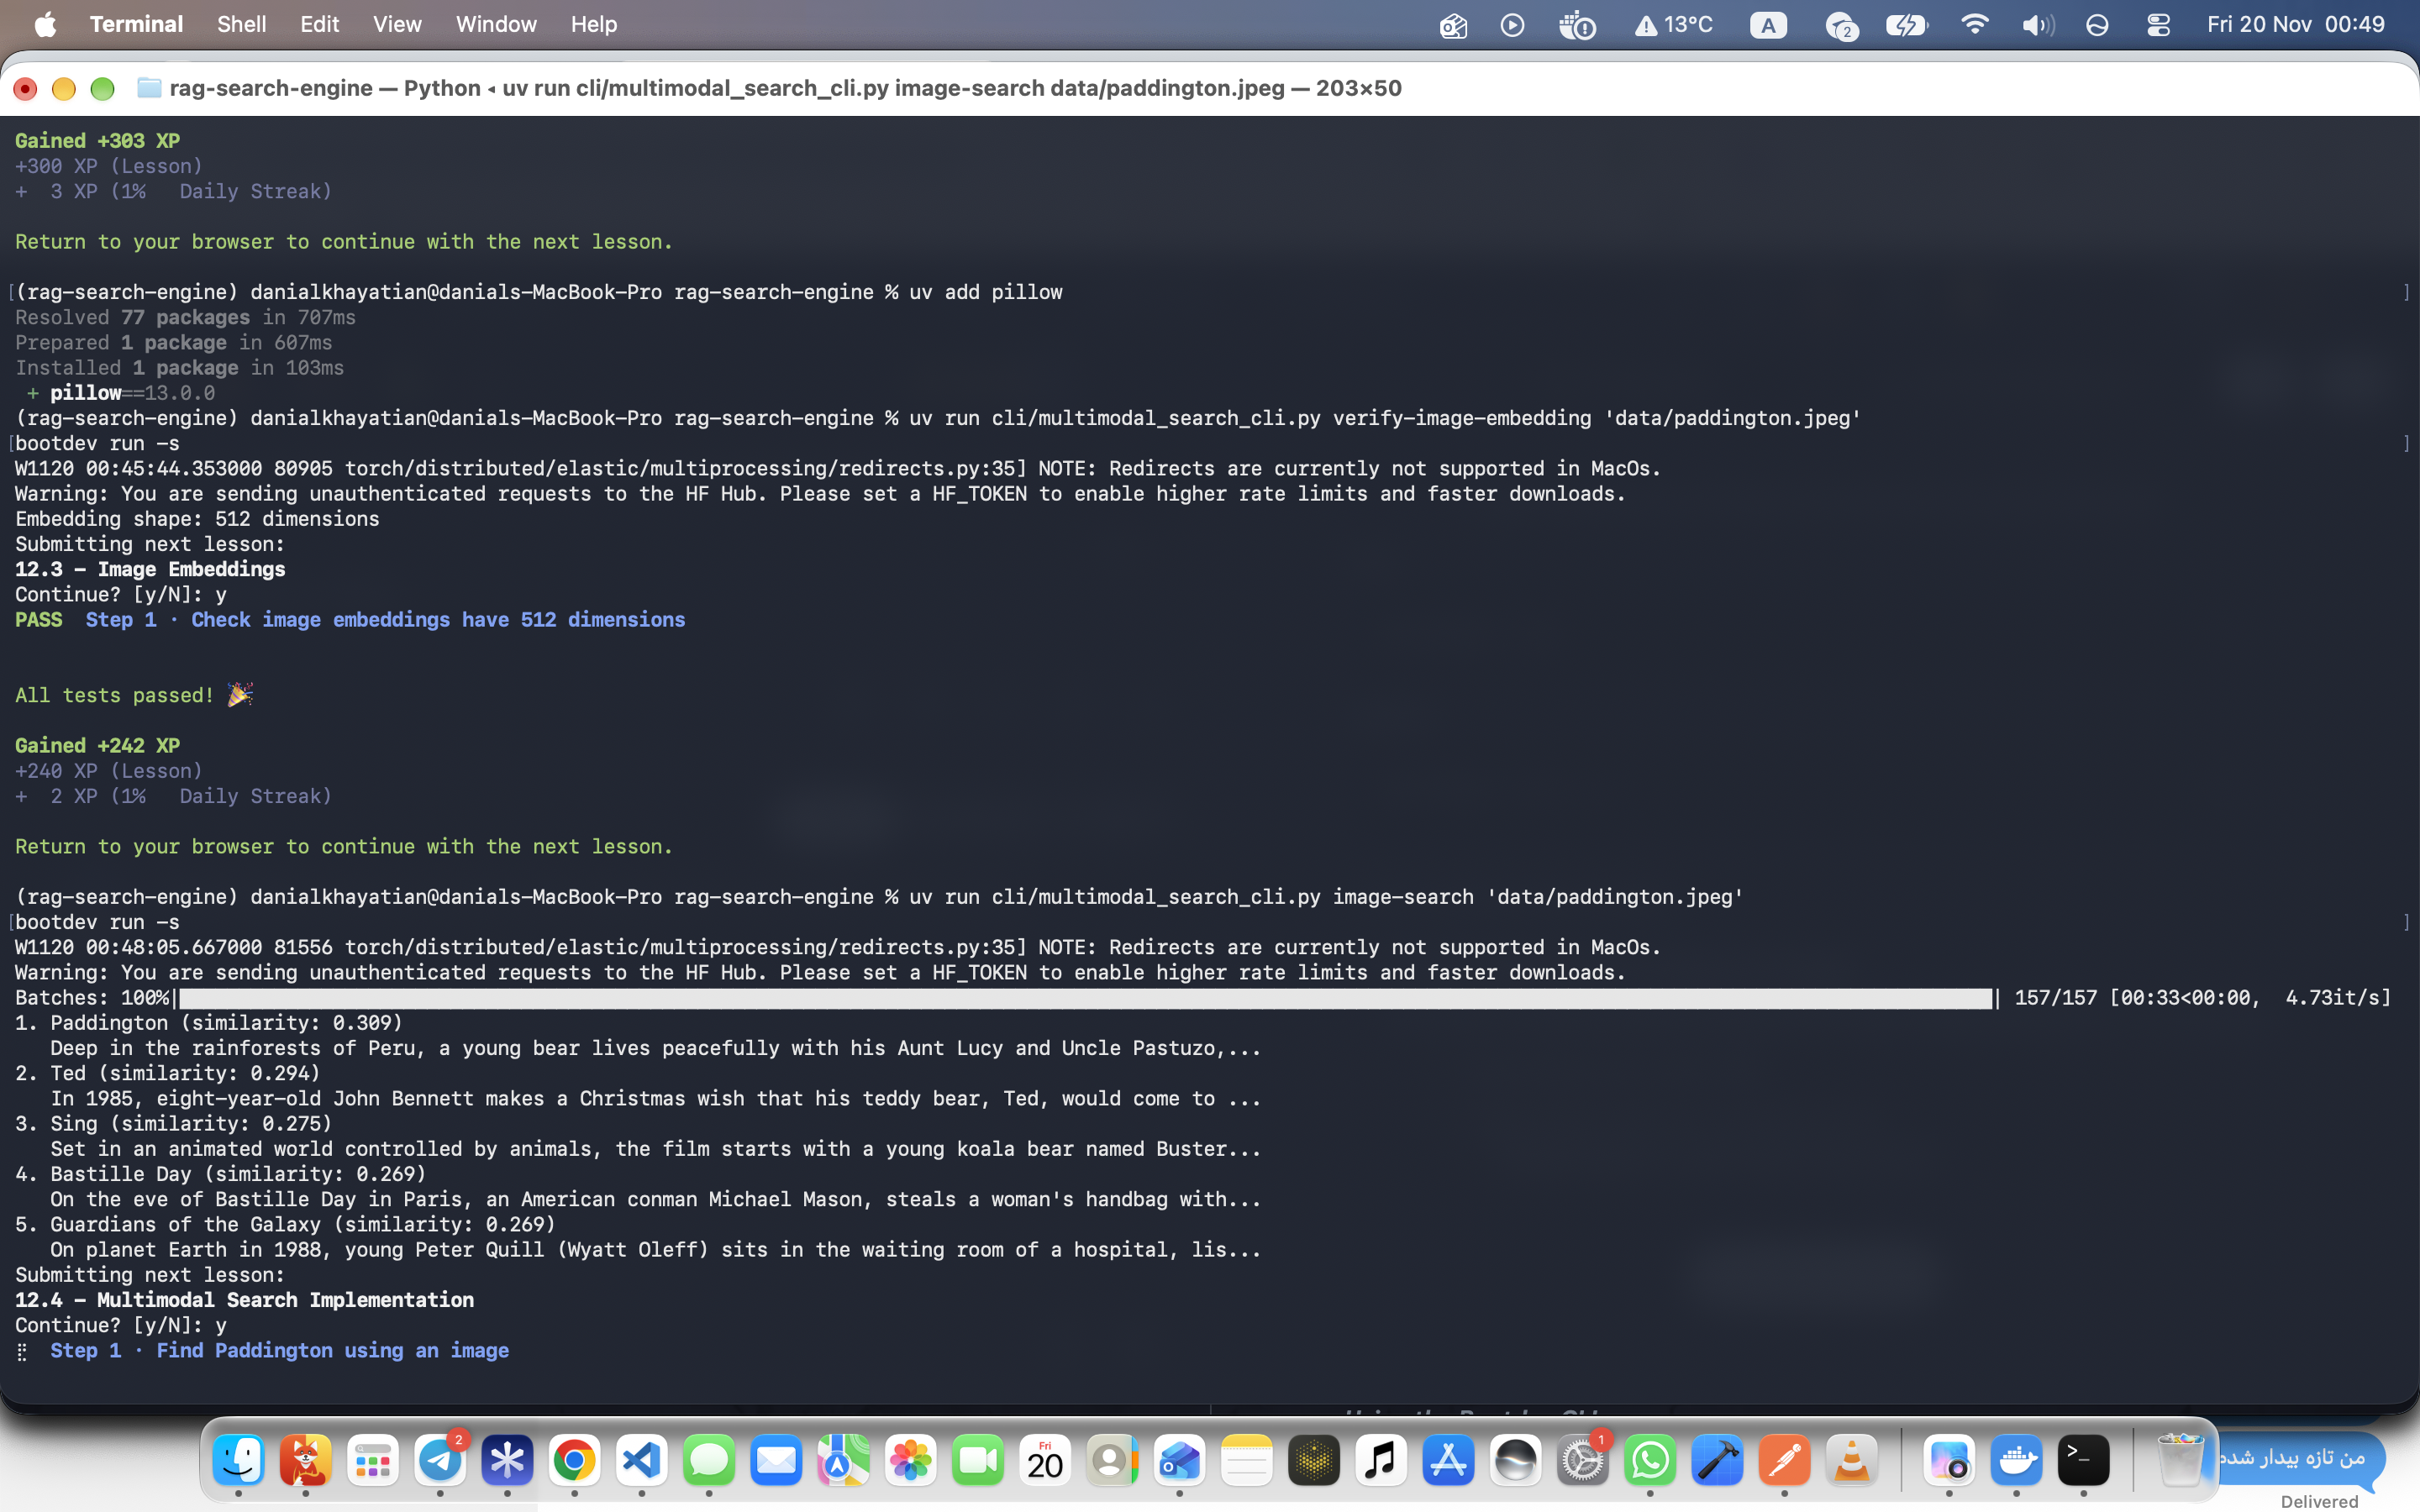 Terminal Shell Edit View Window Help 2 13°C A Fri 20 Nov 00:49
rag-search-engine — Python ◂ uv run cli/multimodal_search_cli.py image-search data/paddington.jpeg — 203×50
Gained +303 XP
+300 XP (Lesson)
+  3 XP (1%   Daily Streak)
Return to your browser to continue with the next lesson.
[(rag-search-engine) danialkhayatian@danials-MacBook-Pro rag-search-engine % uv add pillow ]
Resolved 77 packages in 707ms
Prepared 1 package in 607ms
Installed 1 package in 103ms
 + pillow==13.0.0
(rag-search-engine) danialkhayatian@danials-MacBook-Pro rag-search-engine % uv run cli/multimodal_search_cli.py verify-image-embedding 'data/paddington.jpeg'
[bootdev run -s ]
W1120 00:45:44.353000 80905 torch/distributed/elastic/multiprocessing/redirects.py:35] NOTE: Redirects are currently not supported in MacOs.
Warning: You are sending unauthenticated requests to the HF Hub. Please set a HF_TOKEN to enable higher rate limits and faster downloads.
Embedding shape: 512 dimensions
Submitting next lesson:
12.3 - Image Embeddings
Continue? [y/N]: y
PASS  Step 1 · Check image embeddings have 512 dimensions
All tests passed! 🎉
Gained +242 XP
+240 XP (Lesson)
+  2 XP (1%   Daily Streak)
Return to your browser to continue with the next lesson.
(rag-search-engine) danialkhayatian@danials-MacBook-Pro rag-search-engine % uv run cli/multimodal_search_cli.py image-search 'data/paddington.jpeg'
[bootdev run -s ]
W1120 00:48:05.667000 81556 torch/distributed/elastic/multiprocessing/redirects.py:35] NOTE: Redirects are currently not supported in MacOs.
Warning: You are sending unauthenticated requests to the HF Hub. Please set a HF_TOKEN to enable higher rate limits and faster downloads.
Batches: 100%| | 157/157 [00:33<00:00,  4.73it/s]
1. Paddington (similarity: 0.309)
   Deep in the rainforests of Peru, a young bear lives peacefully with his Aunt Lucy and Uncle Pastuzo,...
2. Ted (similarity: 0.294)
   In 1985, eight-year-old John Bennett makes a Christmas wish that his teddy bear, Ted, would come to ...
3. Sing (similarity: 0.275)
   Set in an animated world controlled by animals, the film starts with a young koala bear named Buster...
4. Bastille Day (similarity: 0.269)
   On the eve of Bastille Day in Paris, an American conman Michael Mason, steals a woman's handbag with...
5. Guardians of the Galaxy (similarity: 0.269)
   On planet Earth in 1988, young Peter Quill (Wyatt Oleff) sits in the waiting room of a hospital, lis...
Submitting next lesson:
12.4 - Multimodal Search Implementation
Continue? [y/N]: y
Step 1 · Find Paddington using an image
2 Fri 20 1
من تازه بیدار شدم
Delivered